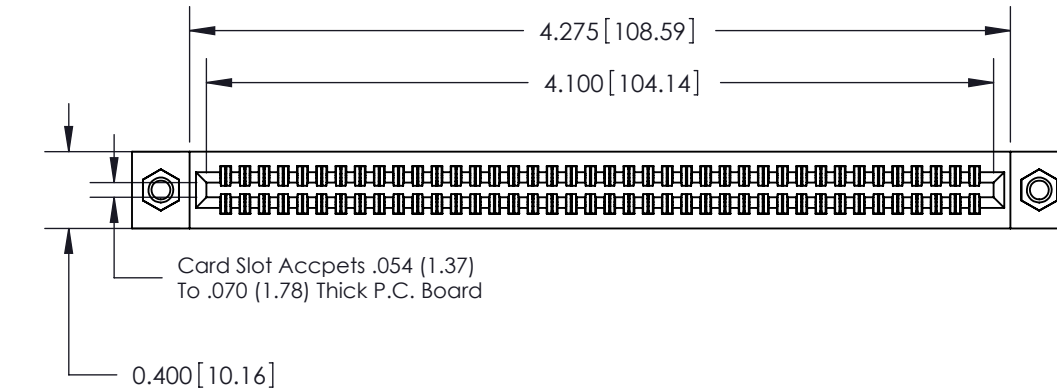 4.275[108.59]
4.100[104.14]
Card Slot Accpets .054 (1.37)
To .070 (1.78) Thick P.C. Board
0.400[10.16]